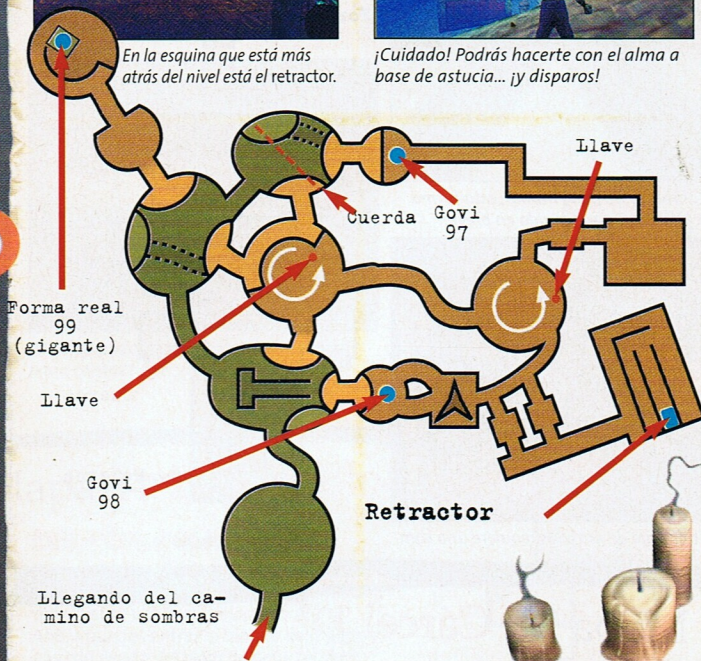 En la esquina que está más
atrás del nivel está el retractor.
¡Cuidado! Podrás hacerte con el alma a
base de astucia... ¡y disparos!
Llave
Cuerda
Govi
97
Forma real
99
(gigante)
Llave
Govi
98
Retractor
Llegando del ca-
mino de sombras